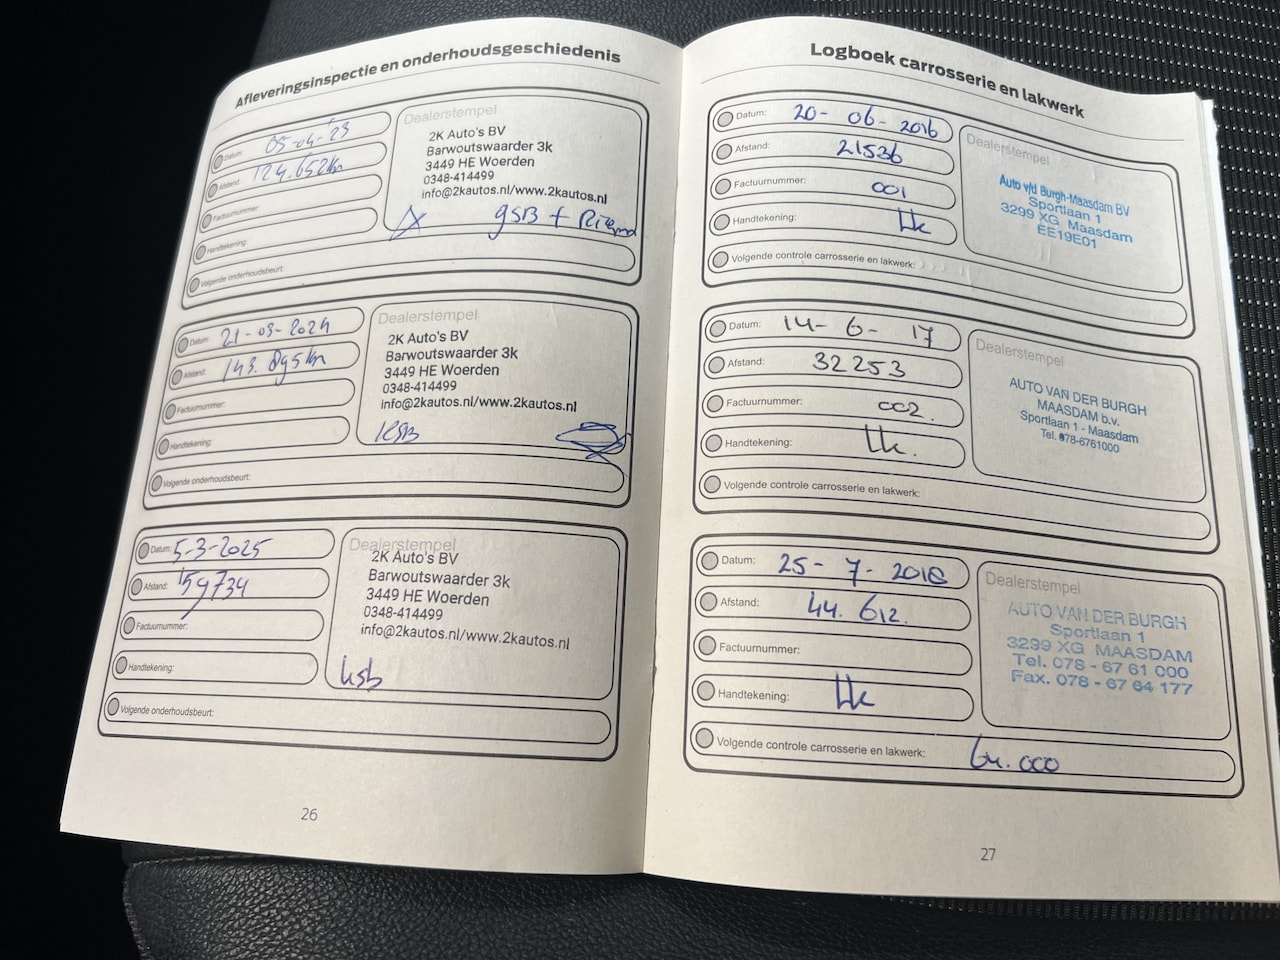 Afleveringsinspectie en onderhoudsgeschiedenis
Datum: 05-04-'23
Afstand: 124.652km
Factuurnummer:
Handtekening:
Volgende onderhoudsbeurt:
Dealerstempel
2K Auto's BV
Barwoutswaarder 3k
3449 HE Woerden
0348-414499
info@2kautos.nl/www.2kautos.nl
gSB + Riem
Datum: 21-03-2024
Afstand: 143.895km
Factuurnummer:
Handtekening:
Volgende onderhoudsbeurt:
Dealerstempel
2K Auto's BV
Barwoutswaarder 3k
3449 HE Woerden
0348-414499
info@2kautos.nl/www.2kautos.nl
KSB
Datum: 5-3-2025
Afstand: 159734
Factuurnummer:
Handtekening:
Volgende onderhoudsbeurt:
Dealerstempel
2K Auto's BV
Barwoutswaarder 3k
3449 HE Woerden
0348-414499
info@2kautos.nl/www.2kautos.nl
ksb
26
Logboek carrosserie en lakwerk
Datum: 20-06-2016
Afstand: 21536
Factuurnummer: 001
Handtekening:
Volgende controle carrosserie en lakwerk:
Dealerstempel
Auto v/d Burgh-Maasdam BV
Sportlaan 1
3299 XG Maasdam
EE19E01
Datum: 14-6-17
Afstand: 32253
Factuurnummer: 002.
Handtekening:
Volgende controle carrosserie en lakwerk:
Dealerstempel
AUTO VAN DER BURGH
MAASDAM b.v.
Sportlaan 1 - Maasdam
Tel. 078-6761000
Datum: 25-7-2018
Afstand: 44.612.
Factuurnummer:
Handtekening:
Volgende controle carrosserie en lakwerk: 64.000
Dealerstempel
AUTO VAN DER BURGH
Sportlaan 1
3299 XG MAASDAM
Tel. 078 - 67 61 000
Fax. 078 - 67 64 177
27